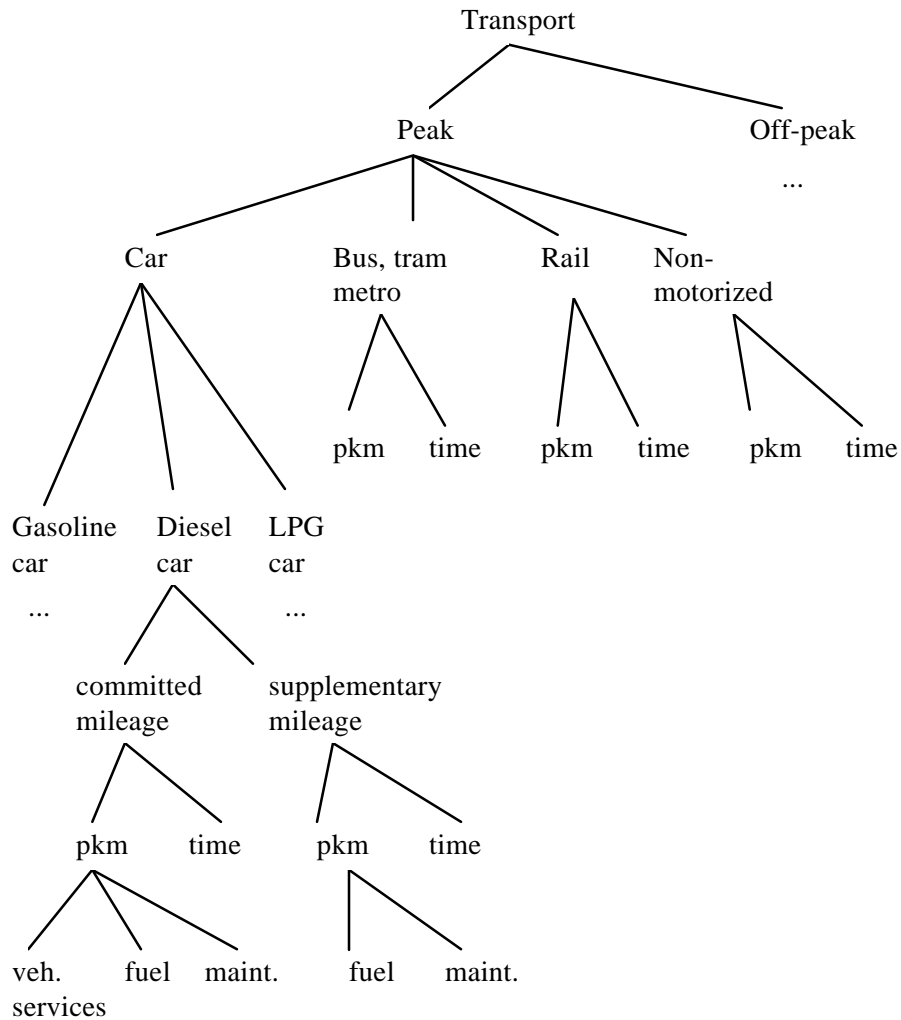 Transport
Peak Off-peak
...
Car Bus, tram Rail Non-
metro motorized
pkm time pkm time pkm time
Gasoline Diesel LPG
car car car
... ...
committed supplementary
mileage mileage
pkm time pkm time
veh. fuel maint. fuel maint.
services